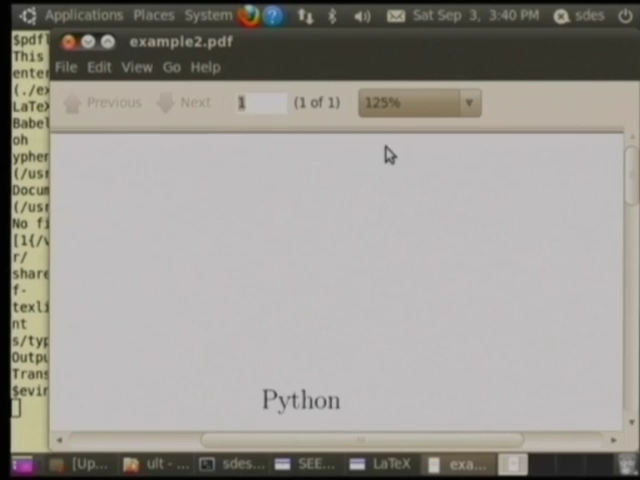 Applications Places System Sat Sep 3, 3:40 PM sdes
example2.pdf
File Edit View Go Help
Previous Next 1 (1 of 1) 125%
$pdfl
This
enter
(./ex
LaTeX
Babel
oh
ypher
(/usr
Docum
(/usr
No fi
[1{/v
r/
share
f-
texli
nt
s/typ
Outpu
Trans
$evin
Python
[Up... ult - ... sdes... SEE... LaTeX exa...